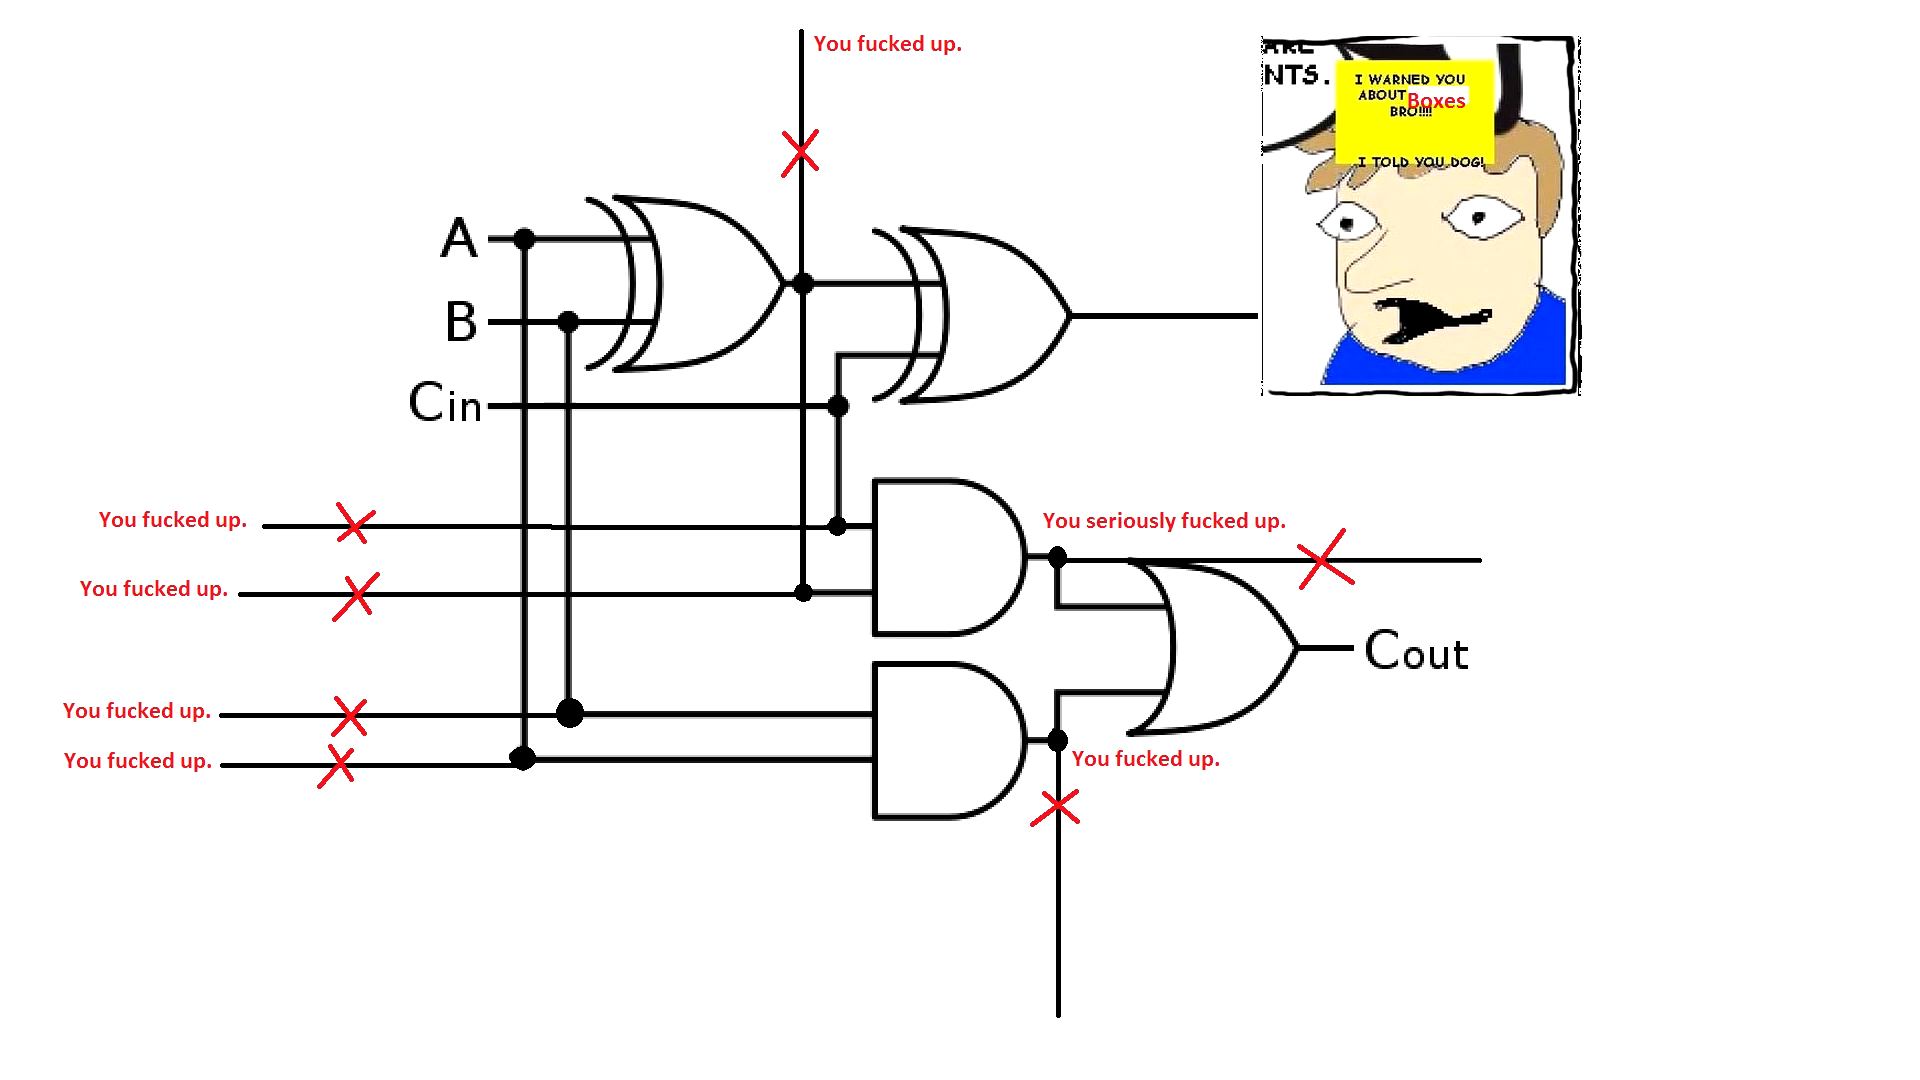 You fucked up.
ARE
NTS.
I WARNED YOU
ABOUT Boxes
BRO!!!!
I TOLD YOU DOG!
A
B
Cin
You fucked up.
You seriously fucked up.
You fucked up.
Cout
You fucked up.
You fucked up.
You fucked up.